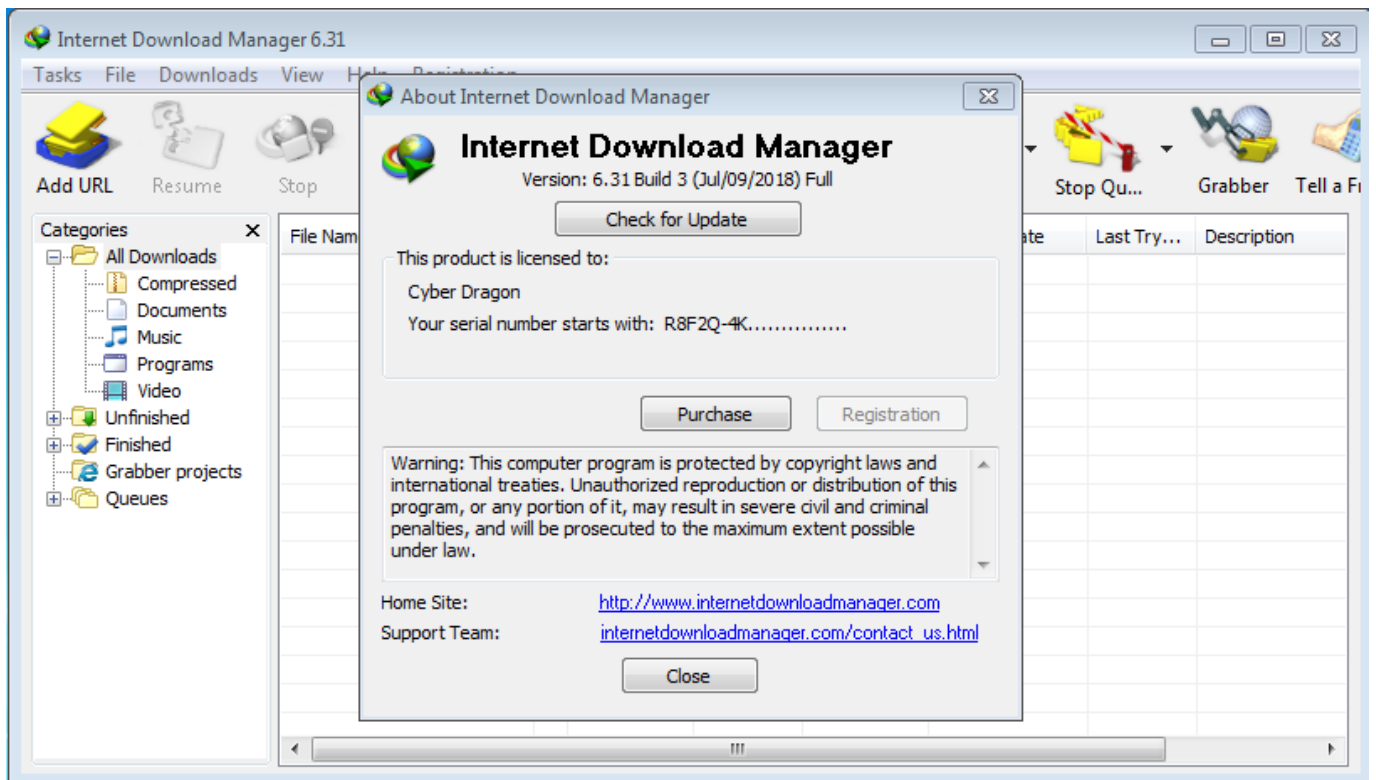 Internet Download Manager 6.31
Tasks File Downloads View Help Registration
Add URL Resume Stop Stop Qu... Grabber Tell a Fr
Categories X
All Downloads
Compressed
Documents
Music
Programs
Video
Unfinished
Finished
Grabber projects
Queues
File Nam ate Last Try... Description
About Internet Download Manager
Internet Download Manager
Version: 6.31 Build 3 (Jul/09/2018) Full
Check for Update
This product is licensed to:
Cyber Dragon
Your serial number starts with: R8F2Q-4K...............
Purchase Registration
Warning: This computer program is protected by copyright laws and
international treaties. Unauthorized reproduction or distribution of this
program, or any portion of it, may result in severe civil and criminal
penalties, and will be prosecuted to the maximum extent possible
under law.
Home Site: http://www.internetdownloadmanager.com
Support Team: internetdownloadmanager.com/contact_us.html
Close